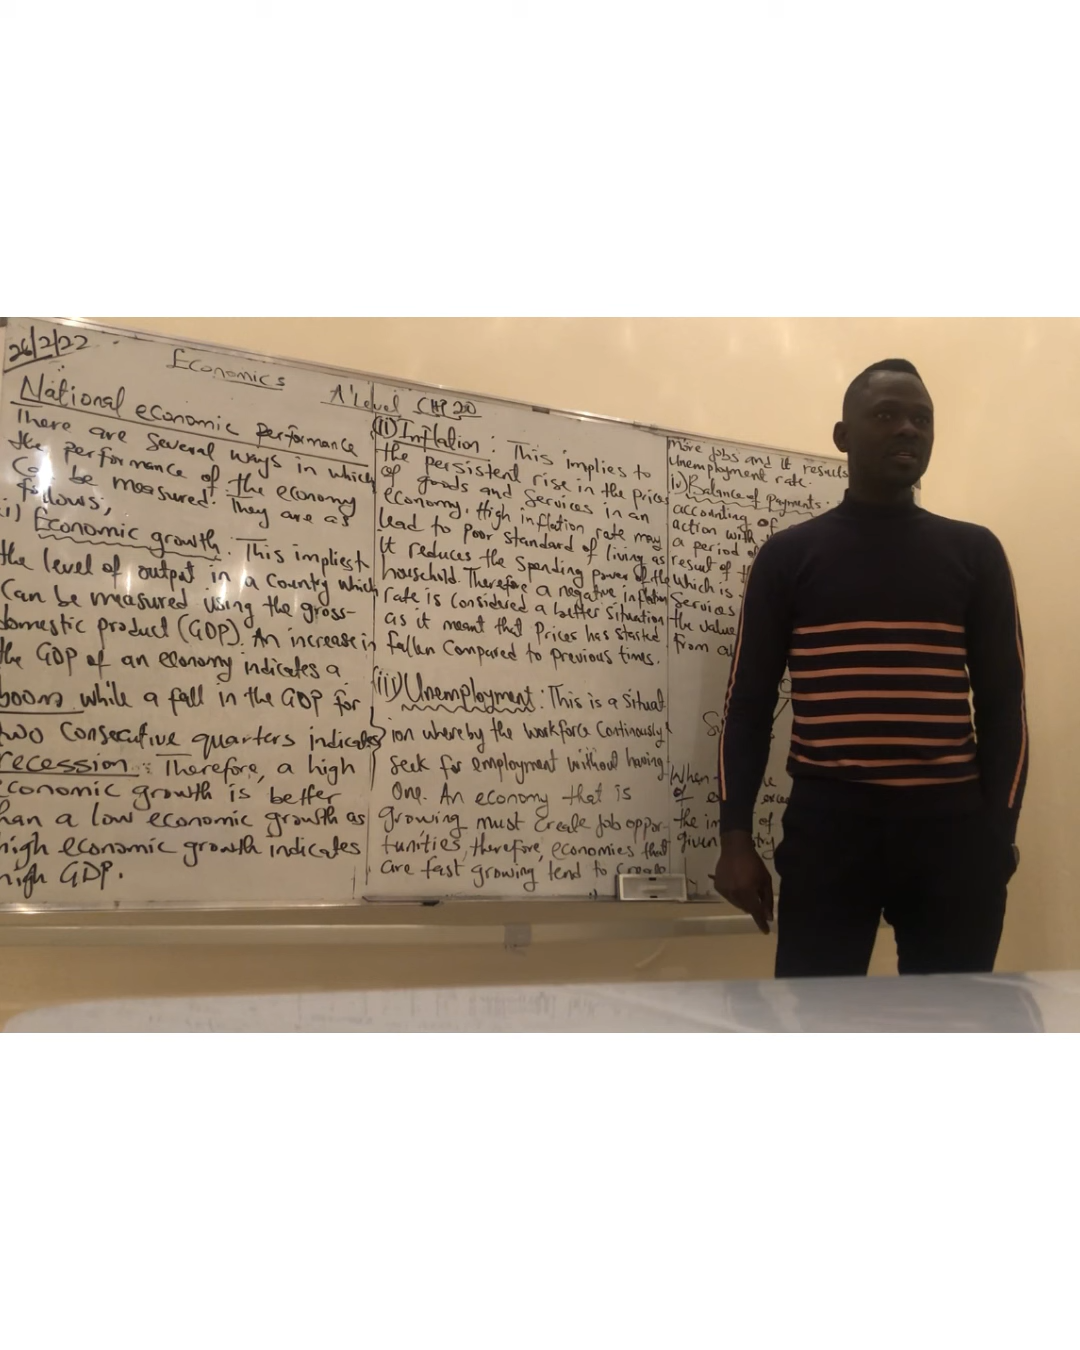 26/2/22
Economics
A'Level CHP 20
National economic performance
There are several ways in which
the performance of the economy
can be measured. They are as
follows;
i) Economic growth. This impliest
the level of output in a country which
can be measured using the gross-
domestic product (GDP). An increase in
the GDP of an economy indicates a
boom while a fall in the GDP for
two consecutive quarters indicates
recession. Therefore, a high
economic growth is better
than a low economic growth as
high economic growth indicates
high GDP.
(ii) Inflation: This implies to
the persistent rise in the prices
of goods and services in an
economy. High inflation rate may
lead to poor standard of living as
it reduces the spending power of the
household. Therefore a negative inflation
rate is considered a better situation
as it meant that prices has started
fallen compared to previous times.
(iii) Unemployment: This is a situat
ion whereby the workforce continously
seek for employment without having
one. An economy that is
growing must create job oppor-
tunities, therefore, economies that
are fast growing tend to create
more jobs and it results
unemployment rate.
iv) Balance of payments.
accounting of
action with
a period of
result of
which is
services
the value
from
When
of
the of
given